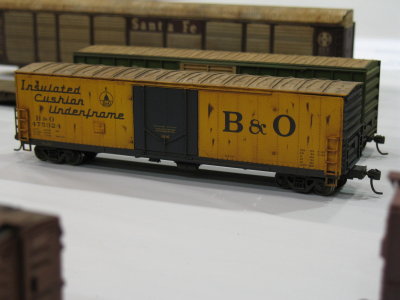 Santa Fe
Insulated
Cushion
Underframe
B&O
B & O